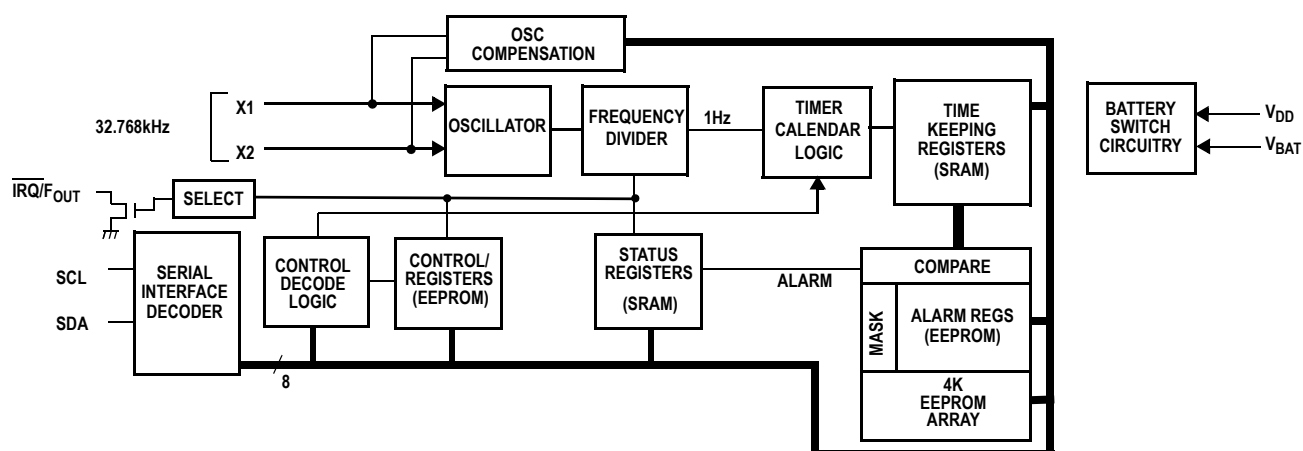 OSC
COMPENSATION
32.768kHz
X1
X2
OSCILLATOR
FREQUENCY
DIVIDER
1Hz
TIMER
CALENDAR
LOGIC
TIME
KEEPING
REGISTERS
(SRAM)
BATTERY
SWITCH
CIRCUITRY
VDD
VBAT
IRQ/FOUT
SELECT
SCL
SDA
SERIAL
INTERFACE
DECODER
CONTROL
DECODE
LOGIC
CONTROL/
REGISTERS
(EEPROM)
STATUS
REGISTERS
(SRAM)
ALARM
COMPARE
MASK
ALARM REGS
(EEPROM)
4K
EEPROM
ARRAY
8